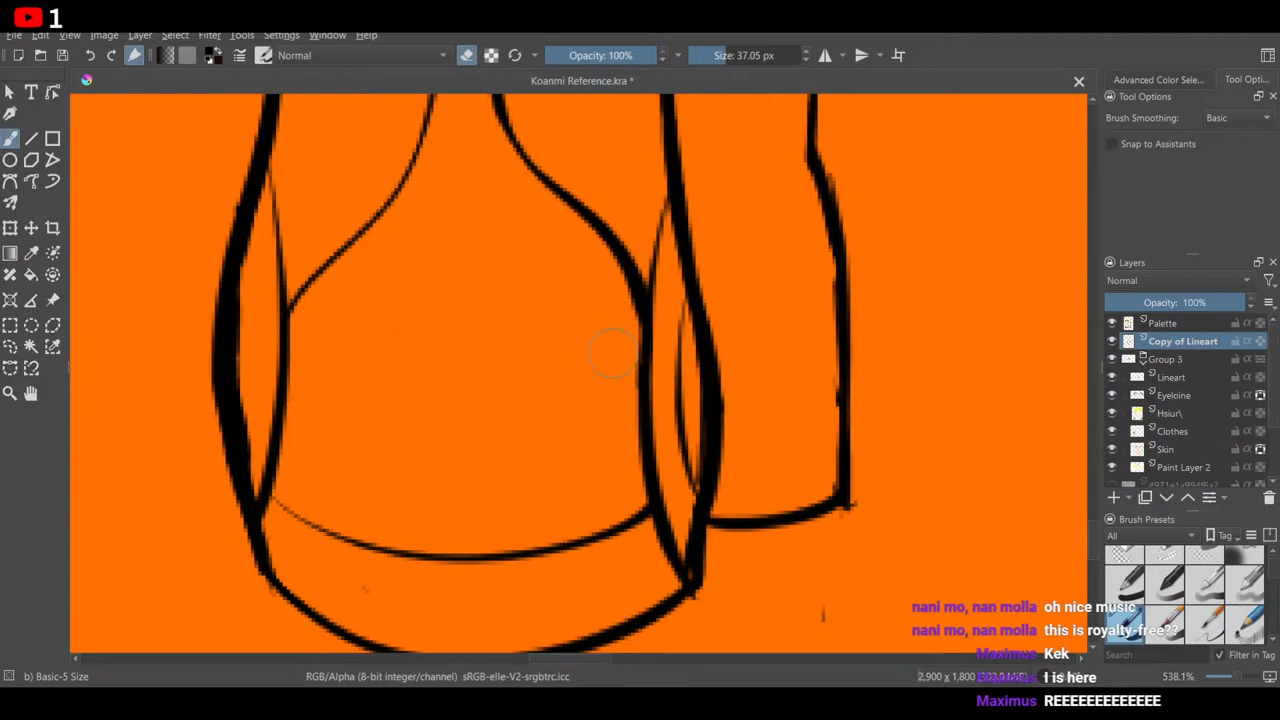 1
File Edit View Image Layer Select Filter Tools Settings Window Help
Normal
Opacity: 100%
Size: 37.05 px
Koanmi Reference.kra *
Advanced Color Sele...
Tool Opti...
Tool Options
Brush Smoothing: Basic
Snap to Assistants
Layers
Normal
Opacity: 100%
Palette
Copy of Lineart
Group 3
Lineart
Eyeloine
Hsiur\
Clothes
Skin
Paint Layer 2
Brush Presets
All
Tag
nani mo, nan molla oh nice music
nani mo, nan molla this is royalty-free??
Maximus Kek
Maximus I is here
Maximus REEEEEEEEEEEEE
Search
Filter in Tag
b) Basic-5 Size
RGB/Alpha (8-bit integer/channel) sRGB-elle-V2-srgbtrc.icc
2,900 x 1,800
538.1%